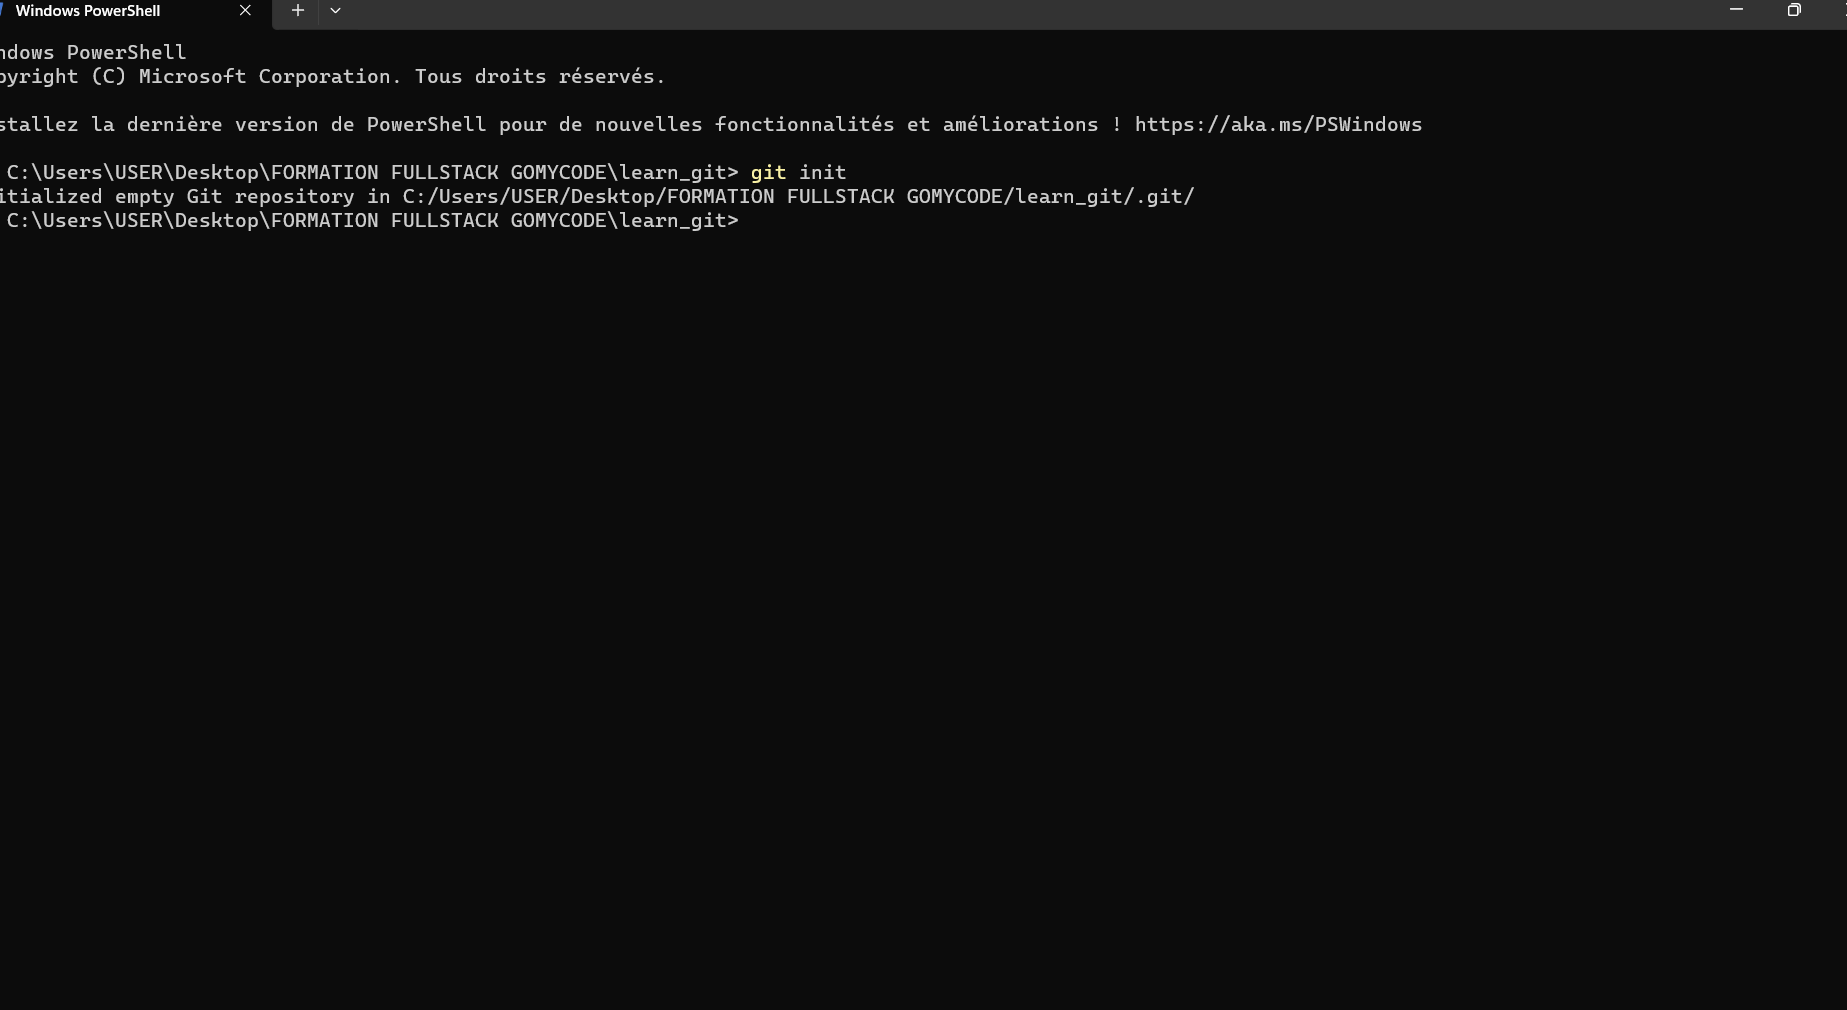 Windows PowerShell
ndows PowerShell
pyright (C) Microsoft Corporation. Tous droits réservés.
stallez la dernière version de PowerShell pour de nouvelles fonctionnalités et améliorations ! https://aka.ms/PSWindows
C:\Users\USER\Desktop\FORMATION FULLSTACK GOMYCODE\learn_git> git init
itialized empty Git repository in C:/Users/USER/Desktop/FORMATION FULLSTACK GOMYCODE/learn_git/.git/
C:\Users\USER\Desktop\FORMATION FULLSTACK GOMYCODE\learn_git>